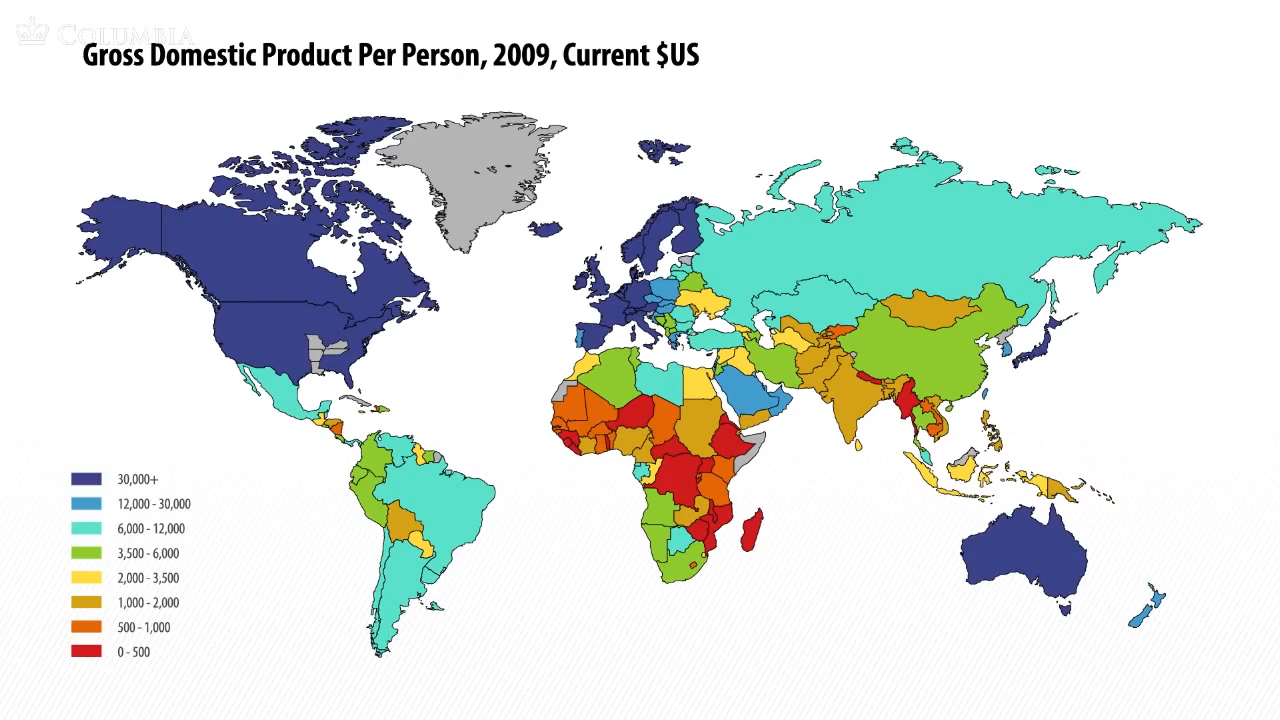 COLUMBIA
Gross Domestic Product Per Person, 2009, Current $US
30,000+
12,000 - 30,000
6,000 - 12,000
3,500 - 6,000
2,000 - 3,500
1,000 - 2,000
500 - 1,000
0 - 500